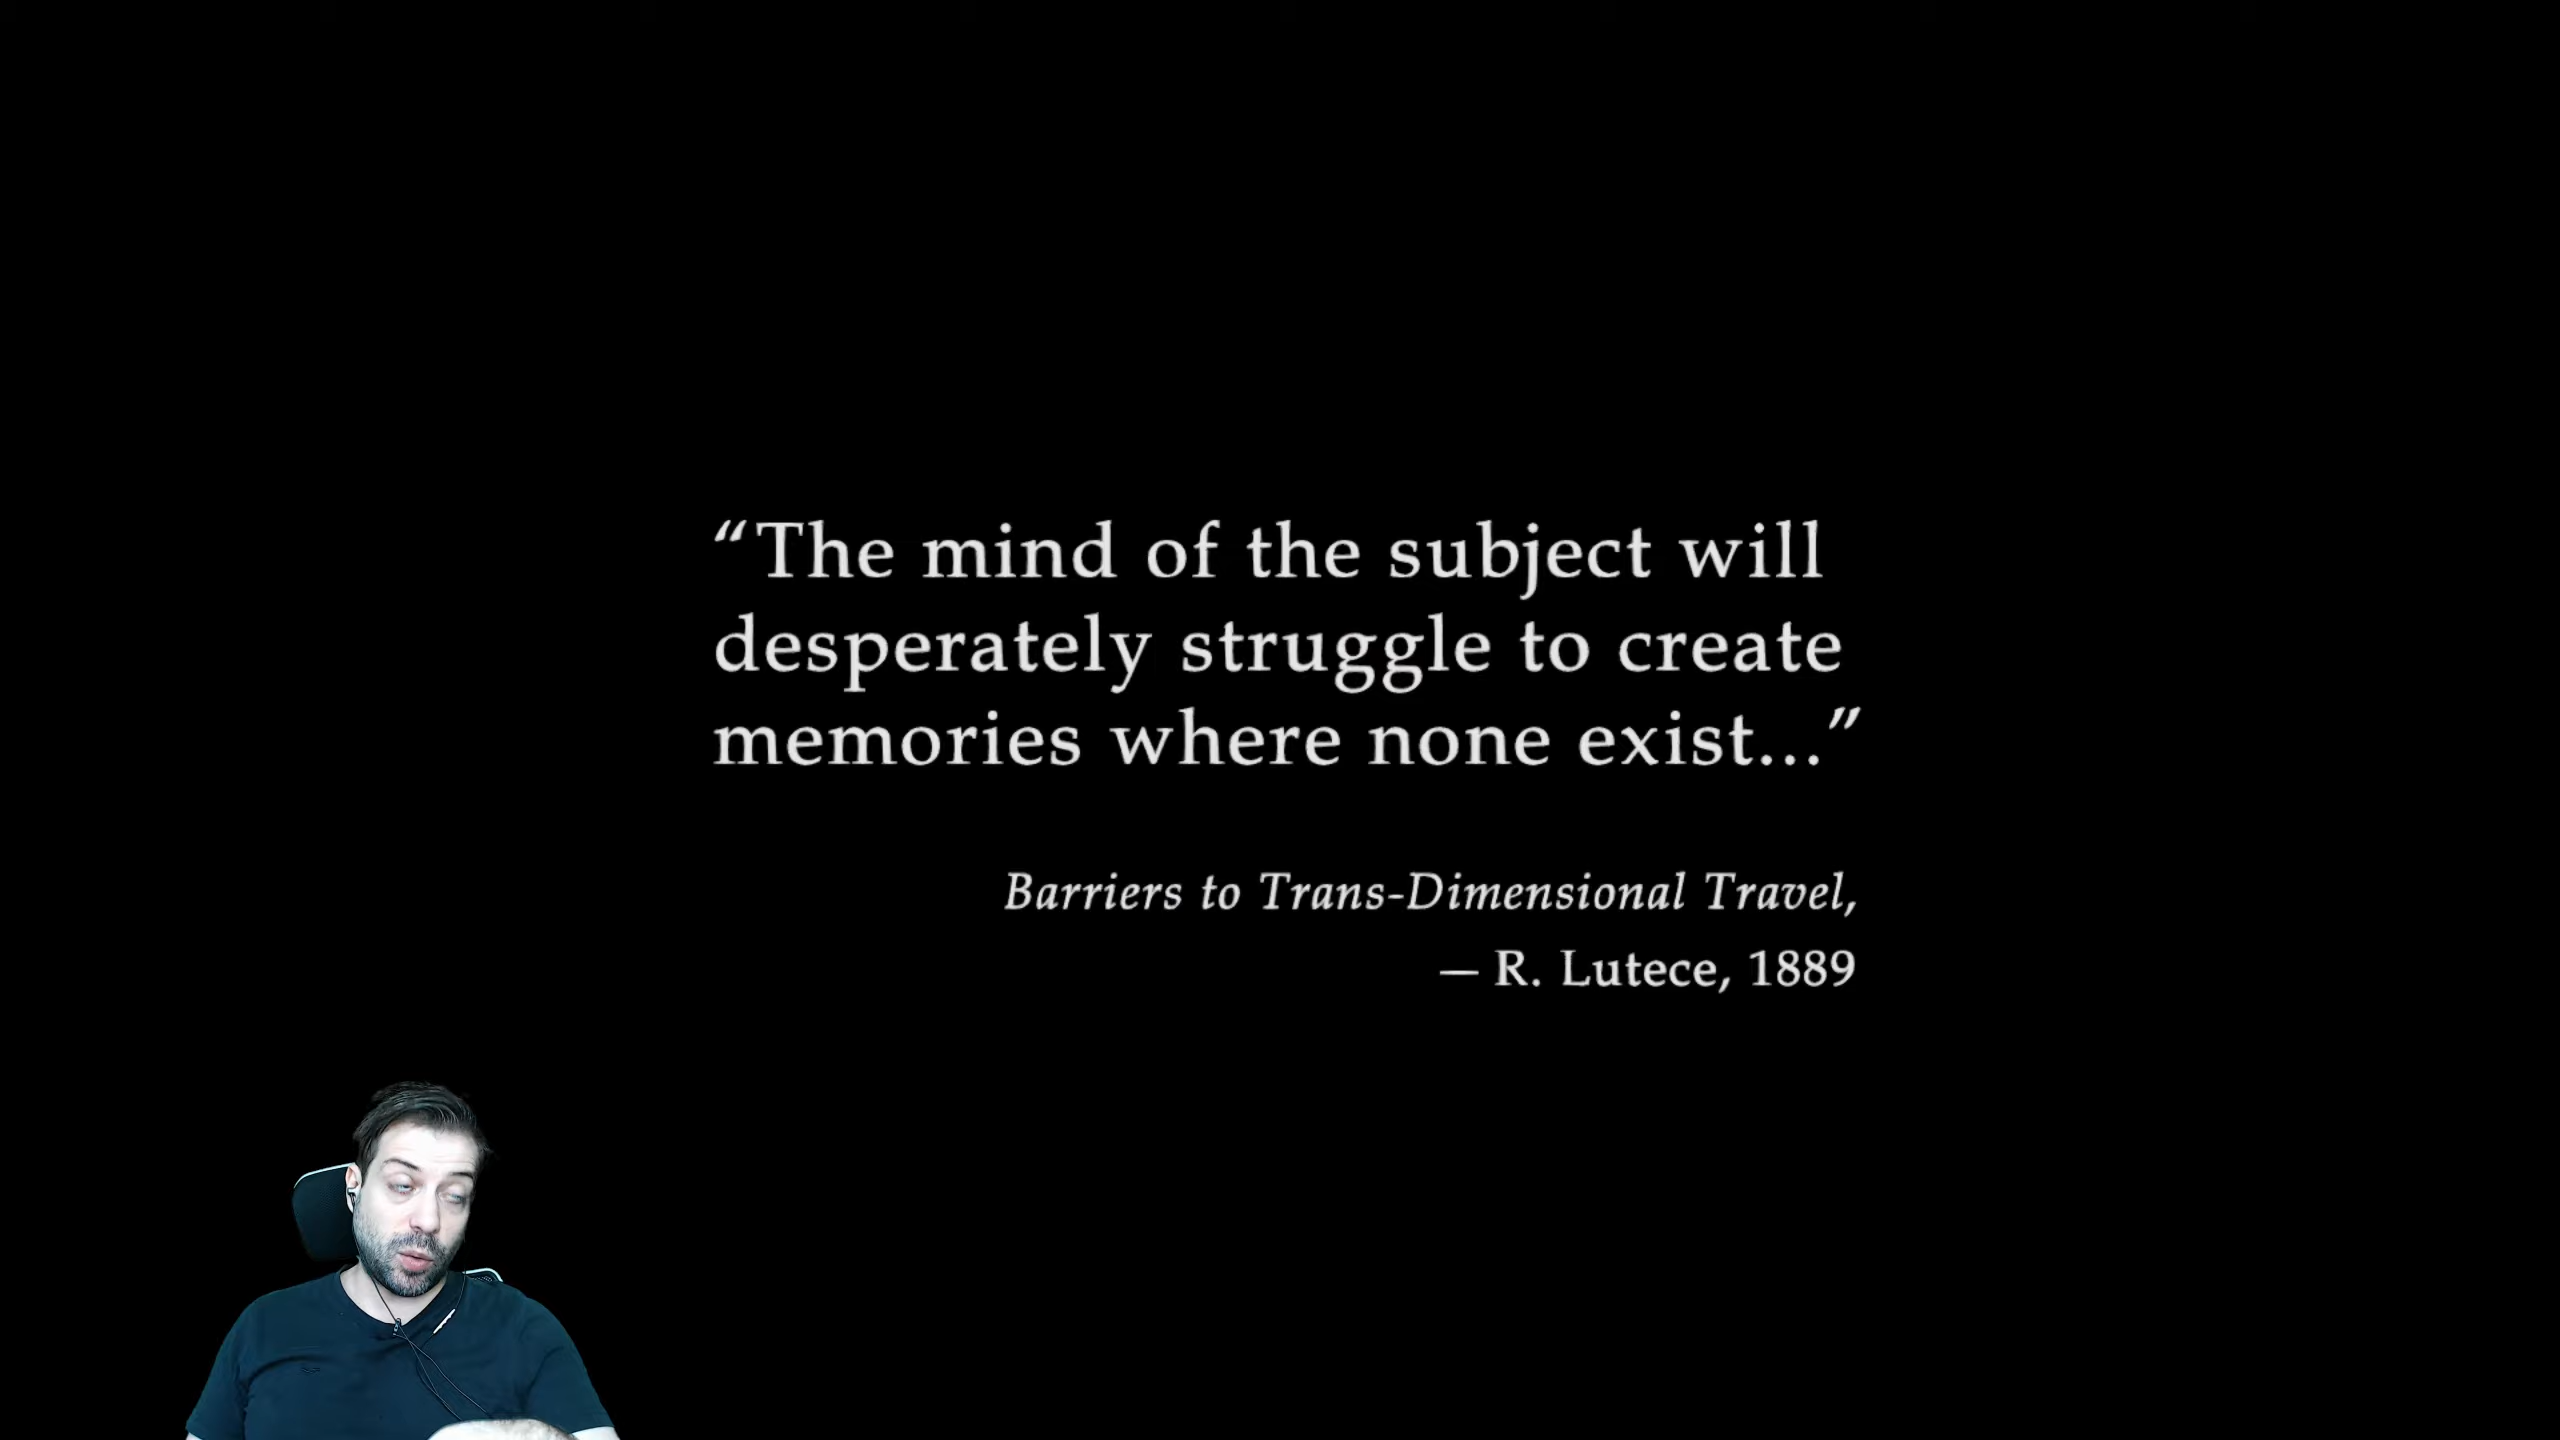 “The mind of the subject will
desperately struggle to create
memories where none exist...”
Barriers to Trans-Dimensional Travel,
— R. Lutece, 1889